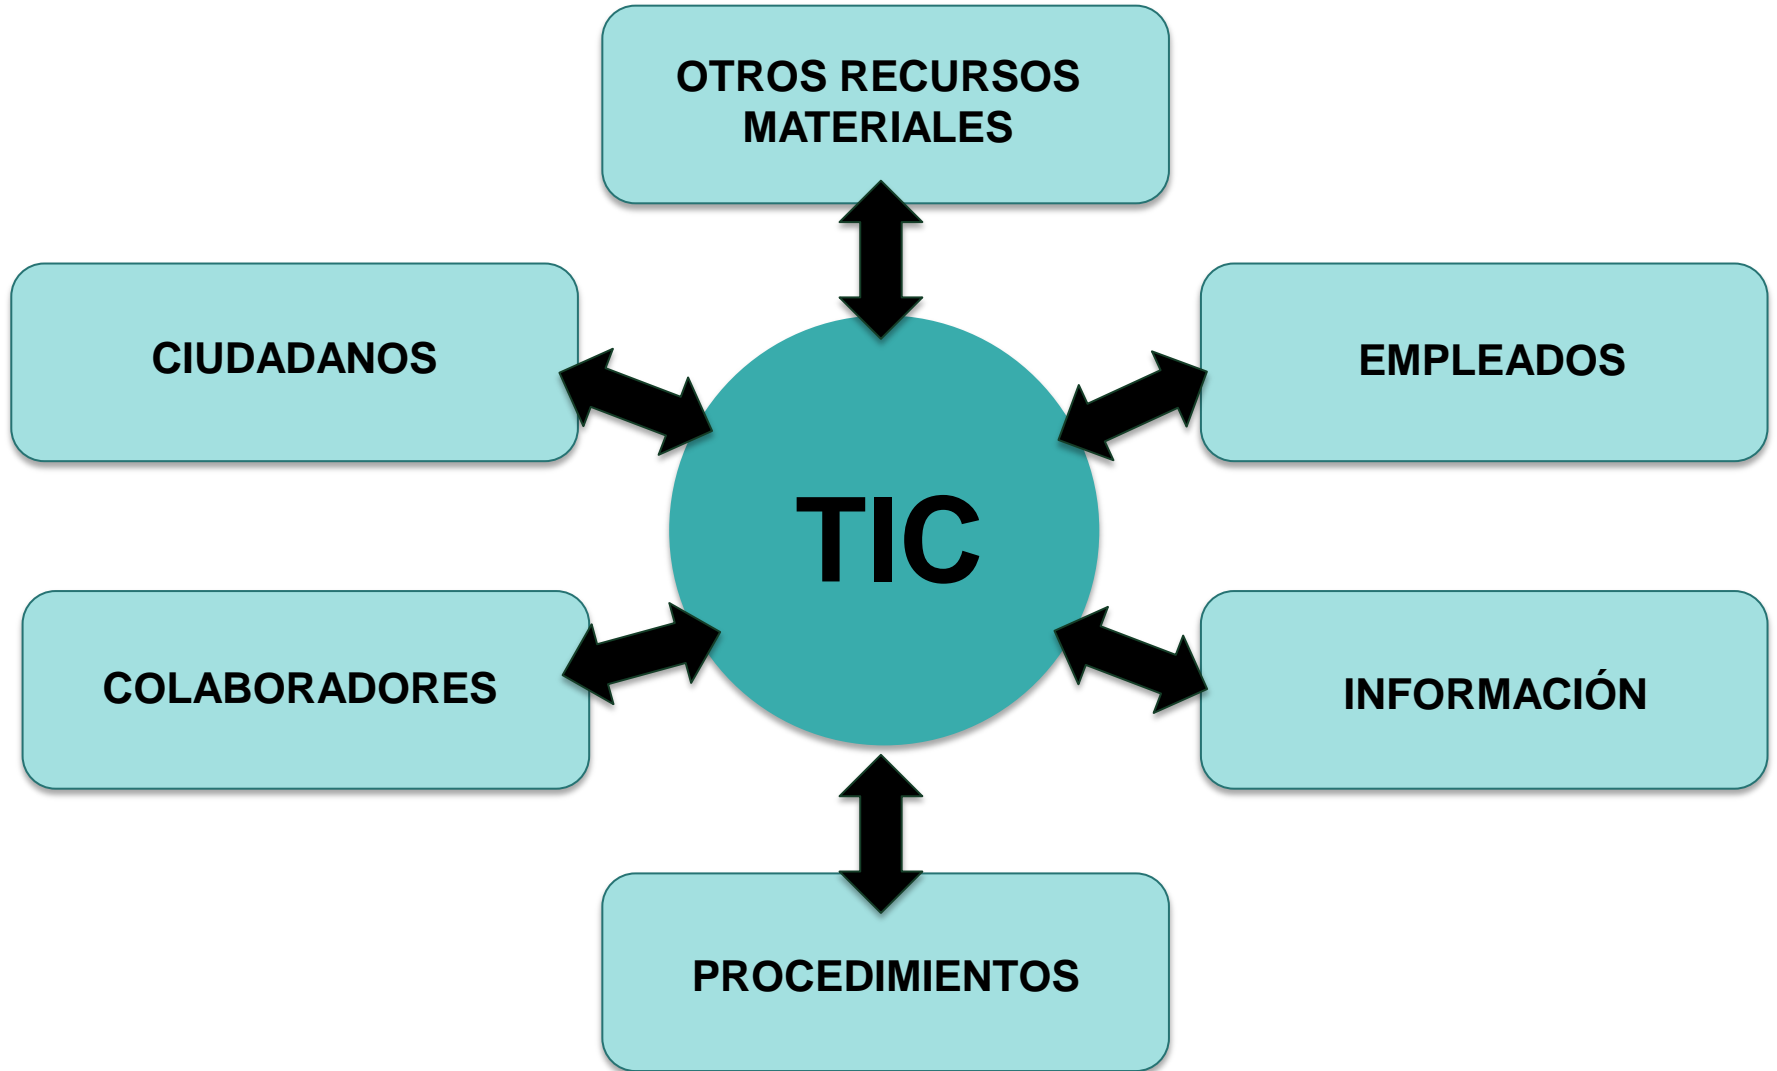 OTROS RECURSOS
MATERIALES
CIUDADANOS
EMPLEADOS
TIC
COLABORADORES
INFORMACIÓN
PROCEDIMIENTOS